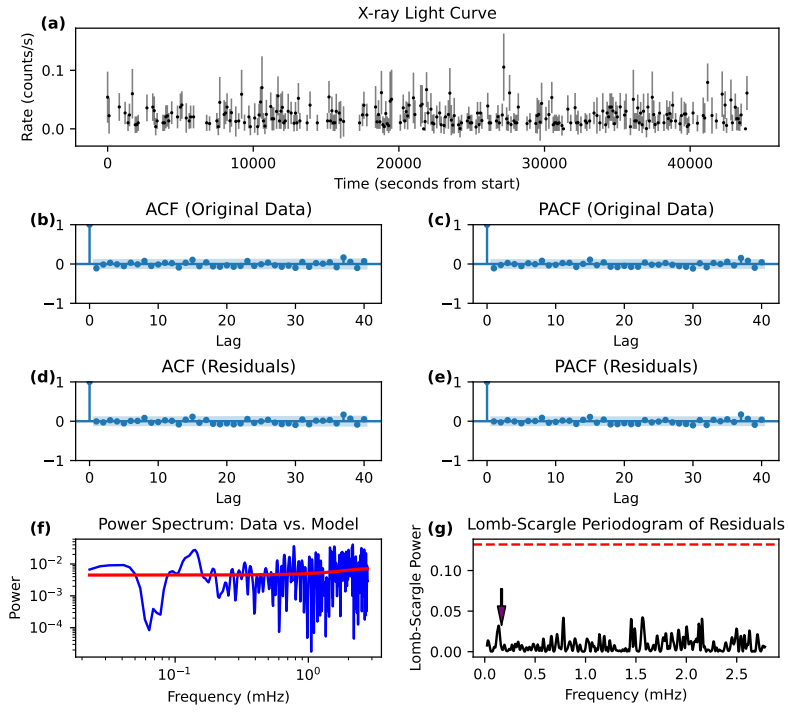 (a)
X-ray Light Curve
Rate (counts/s)
0.1
0.0
0
10000
20000
30000
40000
Time (seconds from start)
(b)
ACF (Original Data)
1
0
−1
0
10
20
30
40
Lag
(c)
PACF (Original Data)
1
0
−1
0
10
20
30
40
Lag
(d)
ACF (Residuals)
1
0
−1
0
10
20
30
40
Lag
(e)
PACF (Residuals)
1
0
−1
0
10
20
30
40
Lag
(f)
Power Spectrum: Data vs. Model
Power
10⁻²
10⁻³
10⁻⁴
10⁻¹
10⁰
Frequency (mHz)
(g)
Lomb-Scargle Periodogram of Residuals
Lomb-Scargle Power
0.10
0.05
0.00
0.0
0.5
1.0
1.5
2.0
2.5
Frequency (mHz)